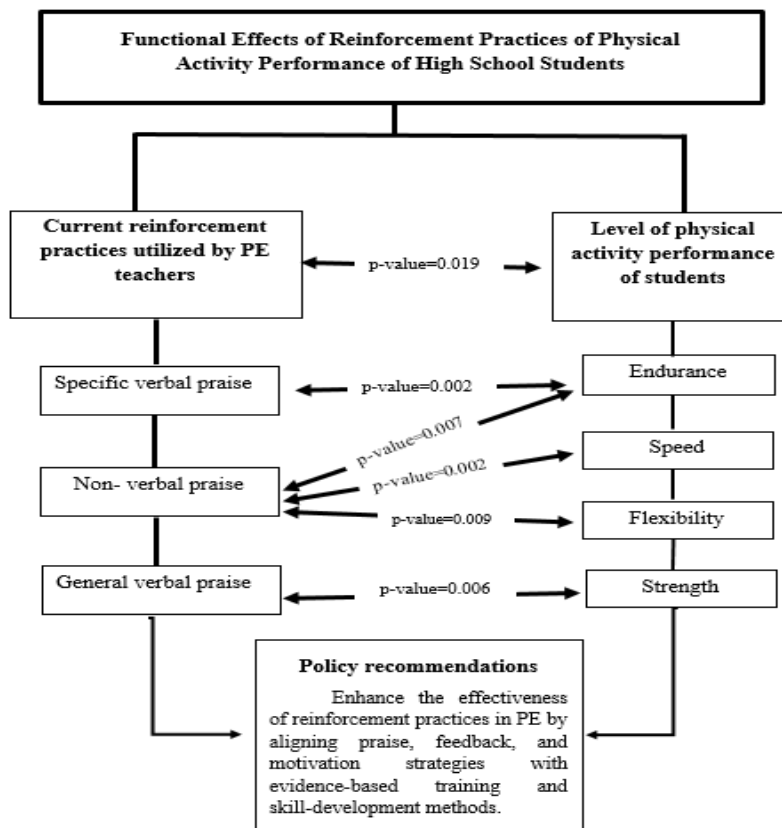 Functional Effects of Reinforcement Practices of Physical
Activity Performance of High School Students
Current reinforcement
practices utilized by PE
teachers
Level of physical
activity performance
of students
p-value=0.019
Specific verbal praise
p-value=0.002
Endurance
p-value=0.007
Speed
Non- verbal praise
p-value=0.002
p-value=0.009
Flexibility
General verbal praise
p-value=0.006
Strength
Policy recommendations
Enhance the effectiveness
of reinforcement practices in PE by
aligning praise, feedback, and
motivation strategies with
evidence-based training and
skill-development methods.